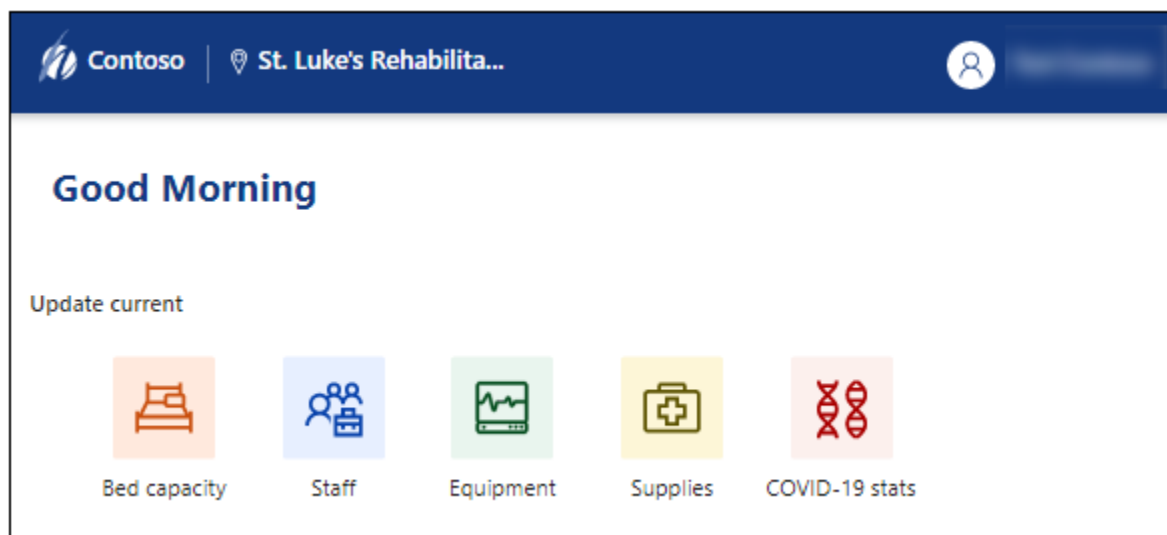 Contoso St. Luke's Rehabilita...
Good Morning
Update current
Bed capacity Staff Equipment Supplies COVID-19 stats